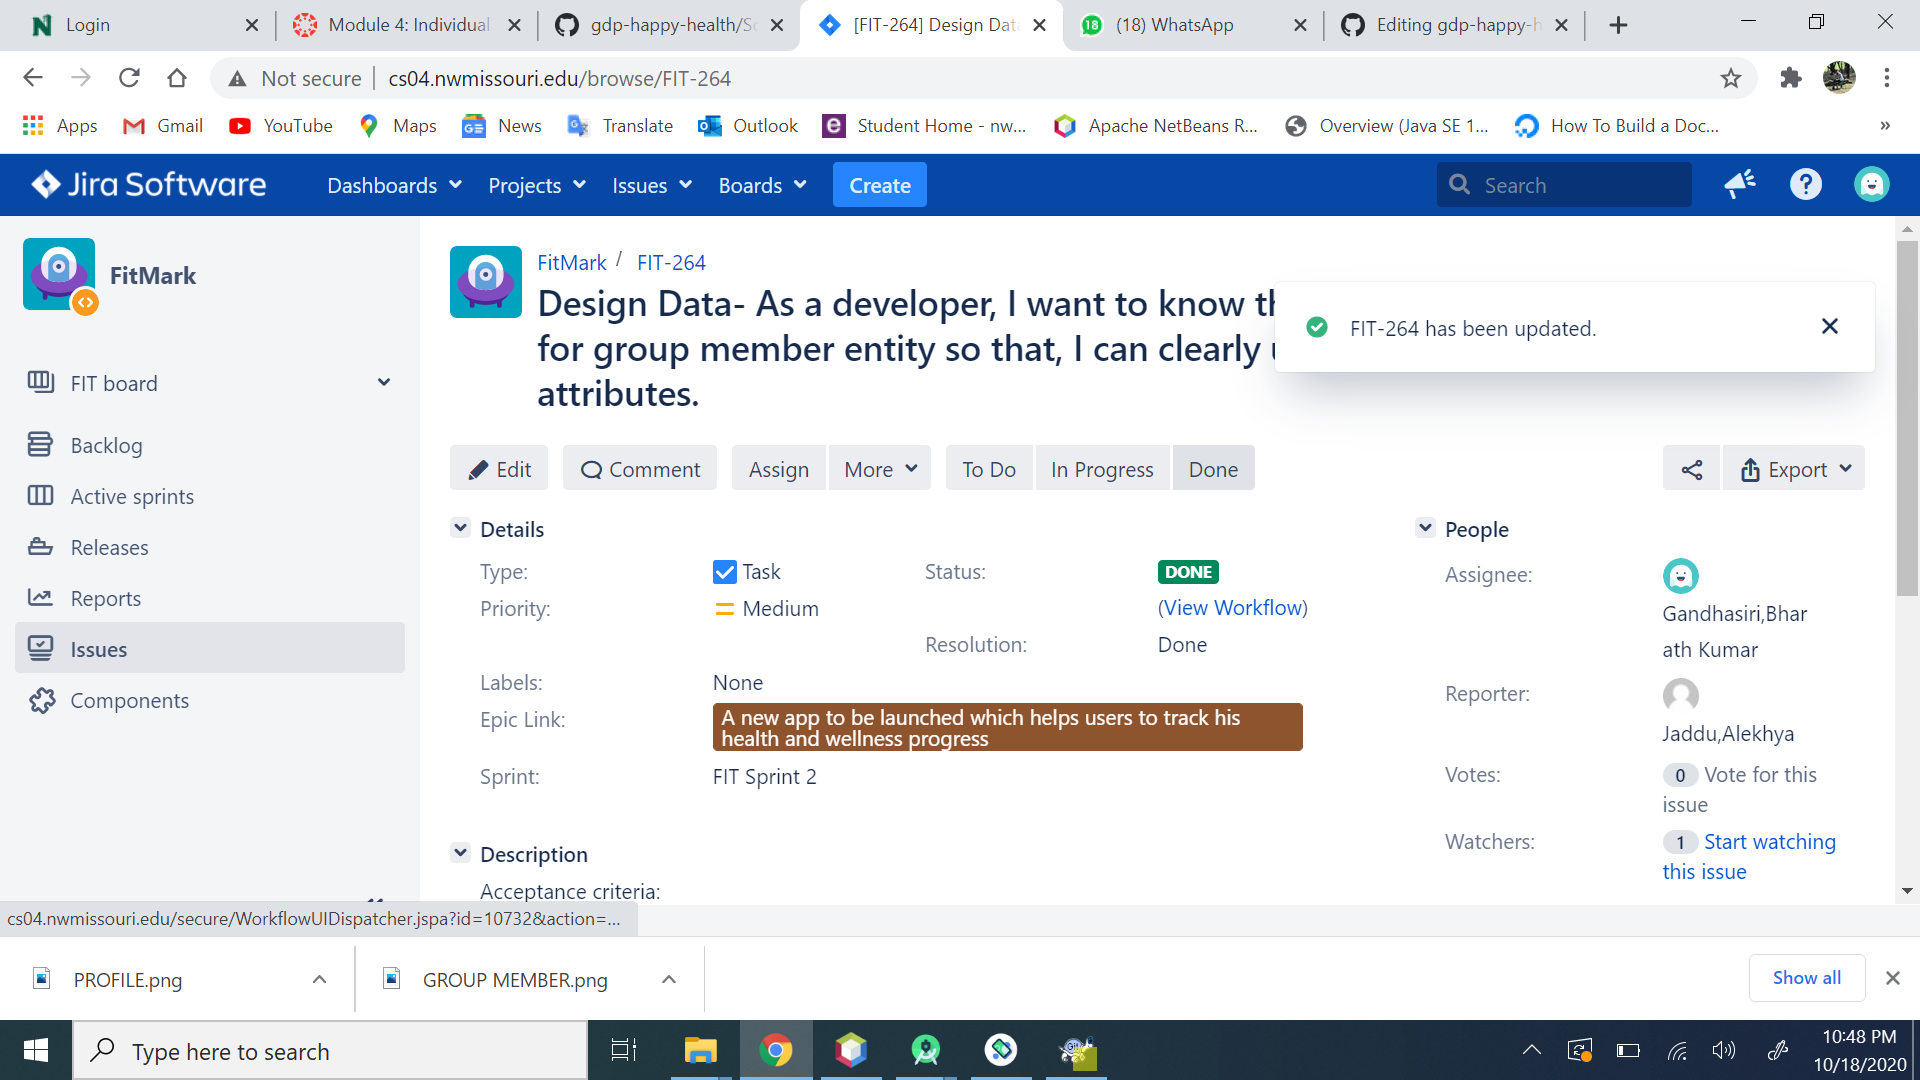 Login
Module 4: Individual
gdp-happy-health/Sc
[FIT-264] Design Data
18
(18) WhatsApp
Editing gdp-happy-h
Not secure
cs04.nwmissouri.edu/browse/FIT-264
Apps
Gmail
YouTube
Maps
News
Translate
Outlook
Student Home - nw...
Apache NetBeans R...
Overview (Java SE 1...
How To Build a Doc...
»
Jira Software
Dashboards
Projects
Issues
Boards
Create
Search
FitMark
FIT board
Backlog
Active sprints
Releases
Reports
Issues
Components
FitMark / FIT-264
Design Data- As a developer, I want to know th
for group member entity so that, I can clearly
attributes.
FIT-264 has been updated.
Edit
Comment
Assign
More
To Do
In Progress
Done
Export
Details
Type:
Task
Status:
DONE
Priority:
Medium
(View Workflow)
Resolution:
Done
Labels:
None
Epic Link:
A new app to be launched which helps users to track his
health and wellness progress
Sprint:
FIT Sprint 2
Description
Acceptance criteria:
People
Assignee:
Gandhasiri,Bhar
ath Kumar
Reporter:
Jaddu,Alekhya
Votes:
0 Vote for this
issue
Watchers:
1 Start watching
this issue
cs04.nwmissouri.edu/secure/WorkflowUIDispatcher.jspa?id=10732&action=...
PROFILE.png
GROUP MEMBER.png
Show all
Type here to search
10:48 PM
10/18/2020